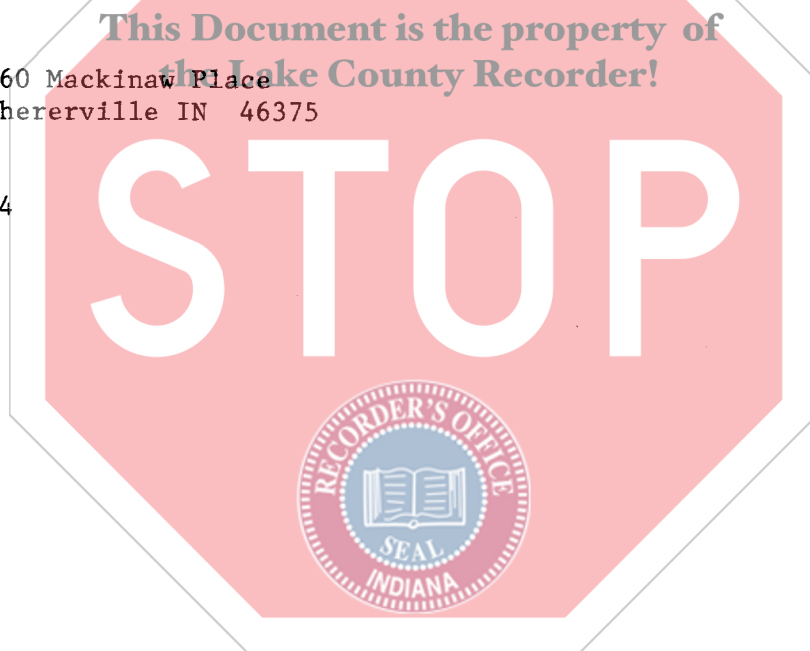 This Document is the property of
the Lake County Recorder!
60 Mackinaw Place
hererville IN 46375
4
STOP
RECORDER'S OFFICE
SEAL
INDIANA